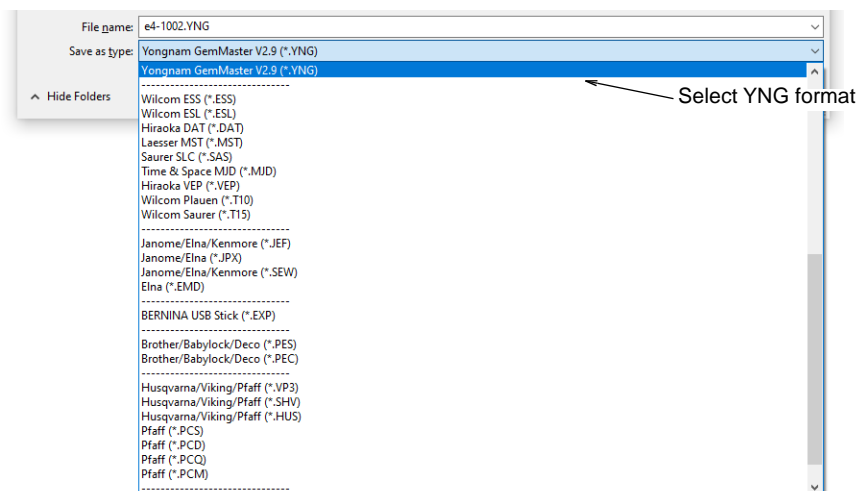 File name: e4-1002.YNG
Save as type: Yongnam GemMaster V2.9 (*.YNG)
Yongnam GemMaster V2.9 (*.YNG)
-----------------------------
Hide Folders
Select YNG format
Wilcom ESS (*.ESS)
Wilcom ESL (*.ESL)
Hiraoka DAT (*.DAT)
Laesser MST (*.MST)
Saurer SLC (*.SAS)
Time & Space MJD (*.MJD)
Hiraoka VEP (*.VEP)
Wilcom Plauen (*.T10)
Wilcom Saurer (*.T15)
-----------------------------
Janome/Elna/Kenmore (*.JEF)
Janome/Elna (*.JPX)
Janome/Elna/Kenmore (*.SEW)
Elna (*.EMD)
-----------------------------
BERNINA USB Stick (*.EXP)
-----------------------------
Brother/Babylock/Deco (*.PES)
Brother/Babylock/Deco (*.PEC)
-----------------------------
Husqvarna/Viking/Pfaff (*.VP3)
Husqvarna/Viking/Pfaff (*.SHV)
Husqvarna/Viking/Pfaff (*.HUS)
Pfaff (*.PCS)
Pfaff (*.PCD)
Pfaff (*.PCQ)
Pfaff (*.PCM)
-----------------------------